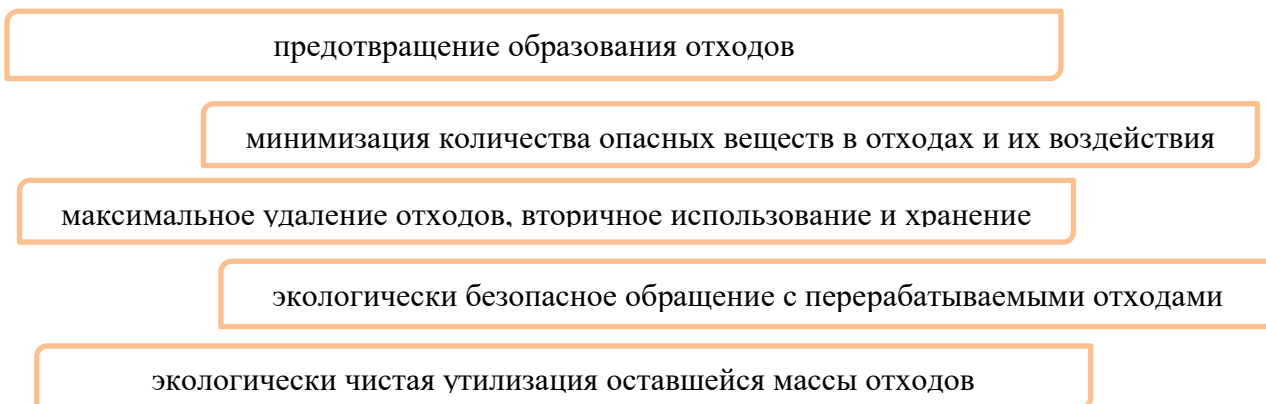 предотвращение образования отходов
минимизация количества опасных веществ в отходах и их воздействия
максимальное удаление отходов, вторичное использование и хранение
экологически безопасное обращение с перерабатываемыми отходами
экологически чистая утилизация оставшейся массы отходов